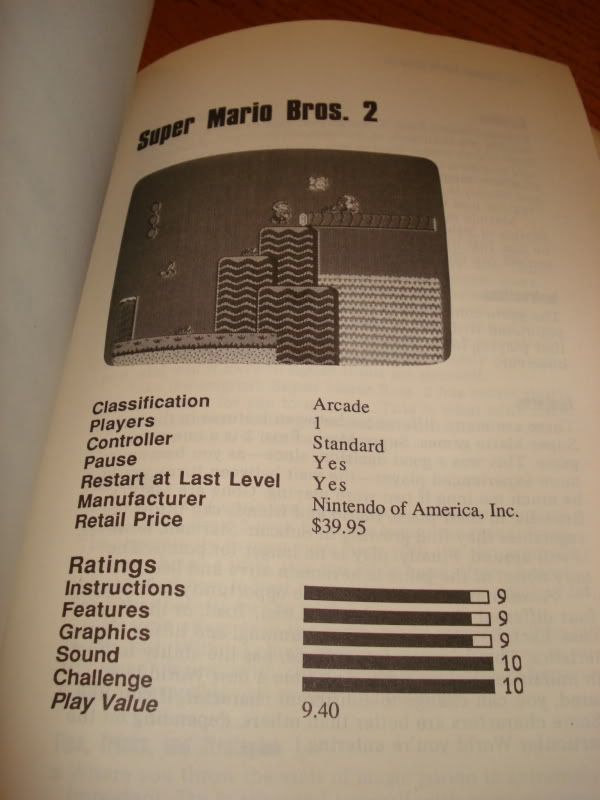 Super Mario Bros. 2
Classification Arcade
Players 1
Controller Standard
Pause Yes
Restart at Last Level Yes
Manufacturer Nintendo of America, Inc.
Retail Price $39.95
Ratings
Instructions 9
Features 9
Graphics 9
Sound 10
Challenge 10
Play Value 9.40